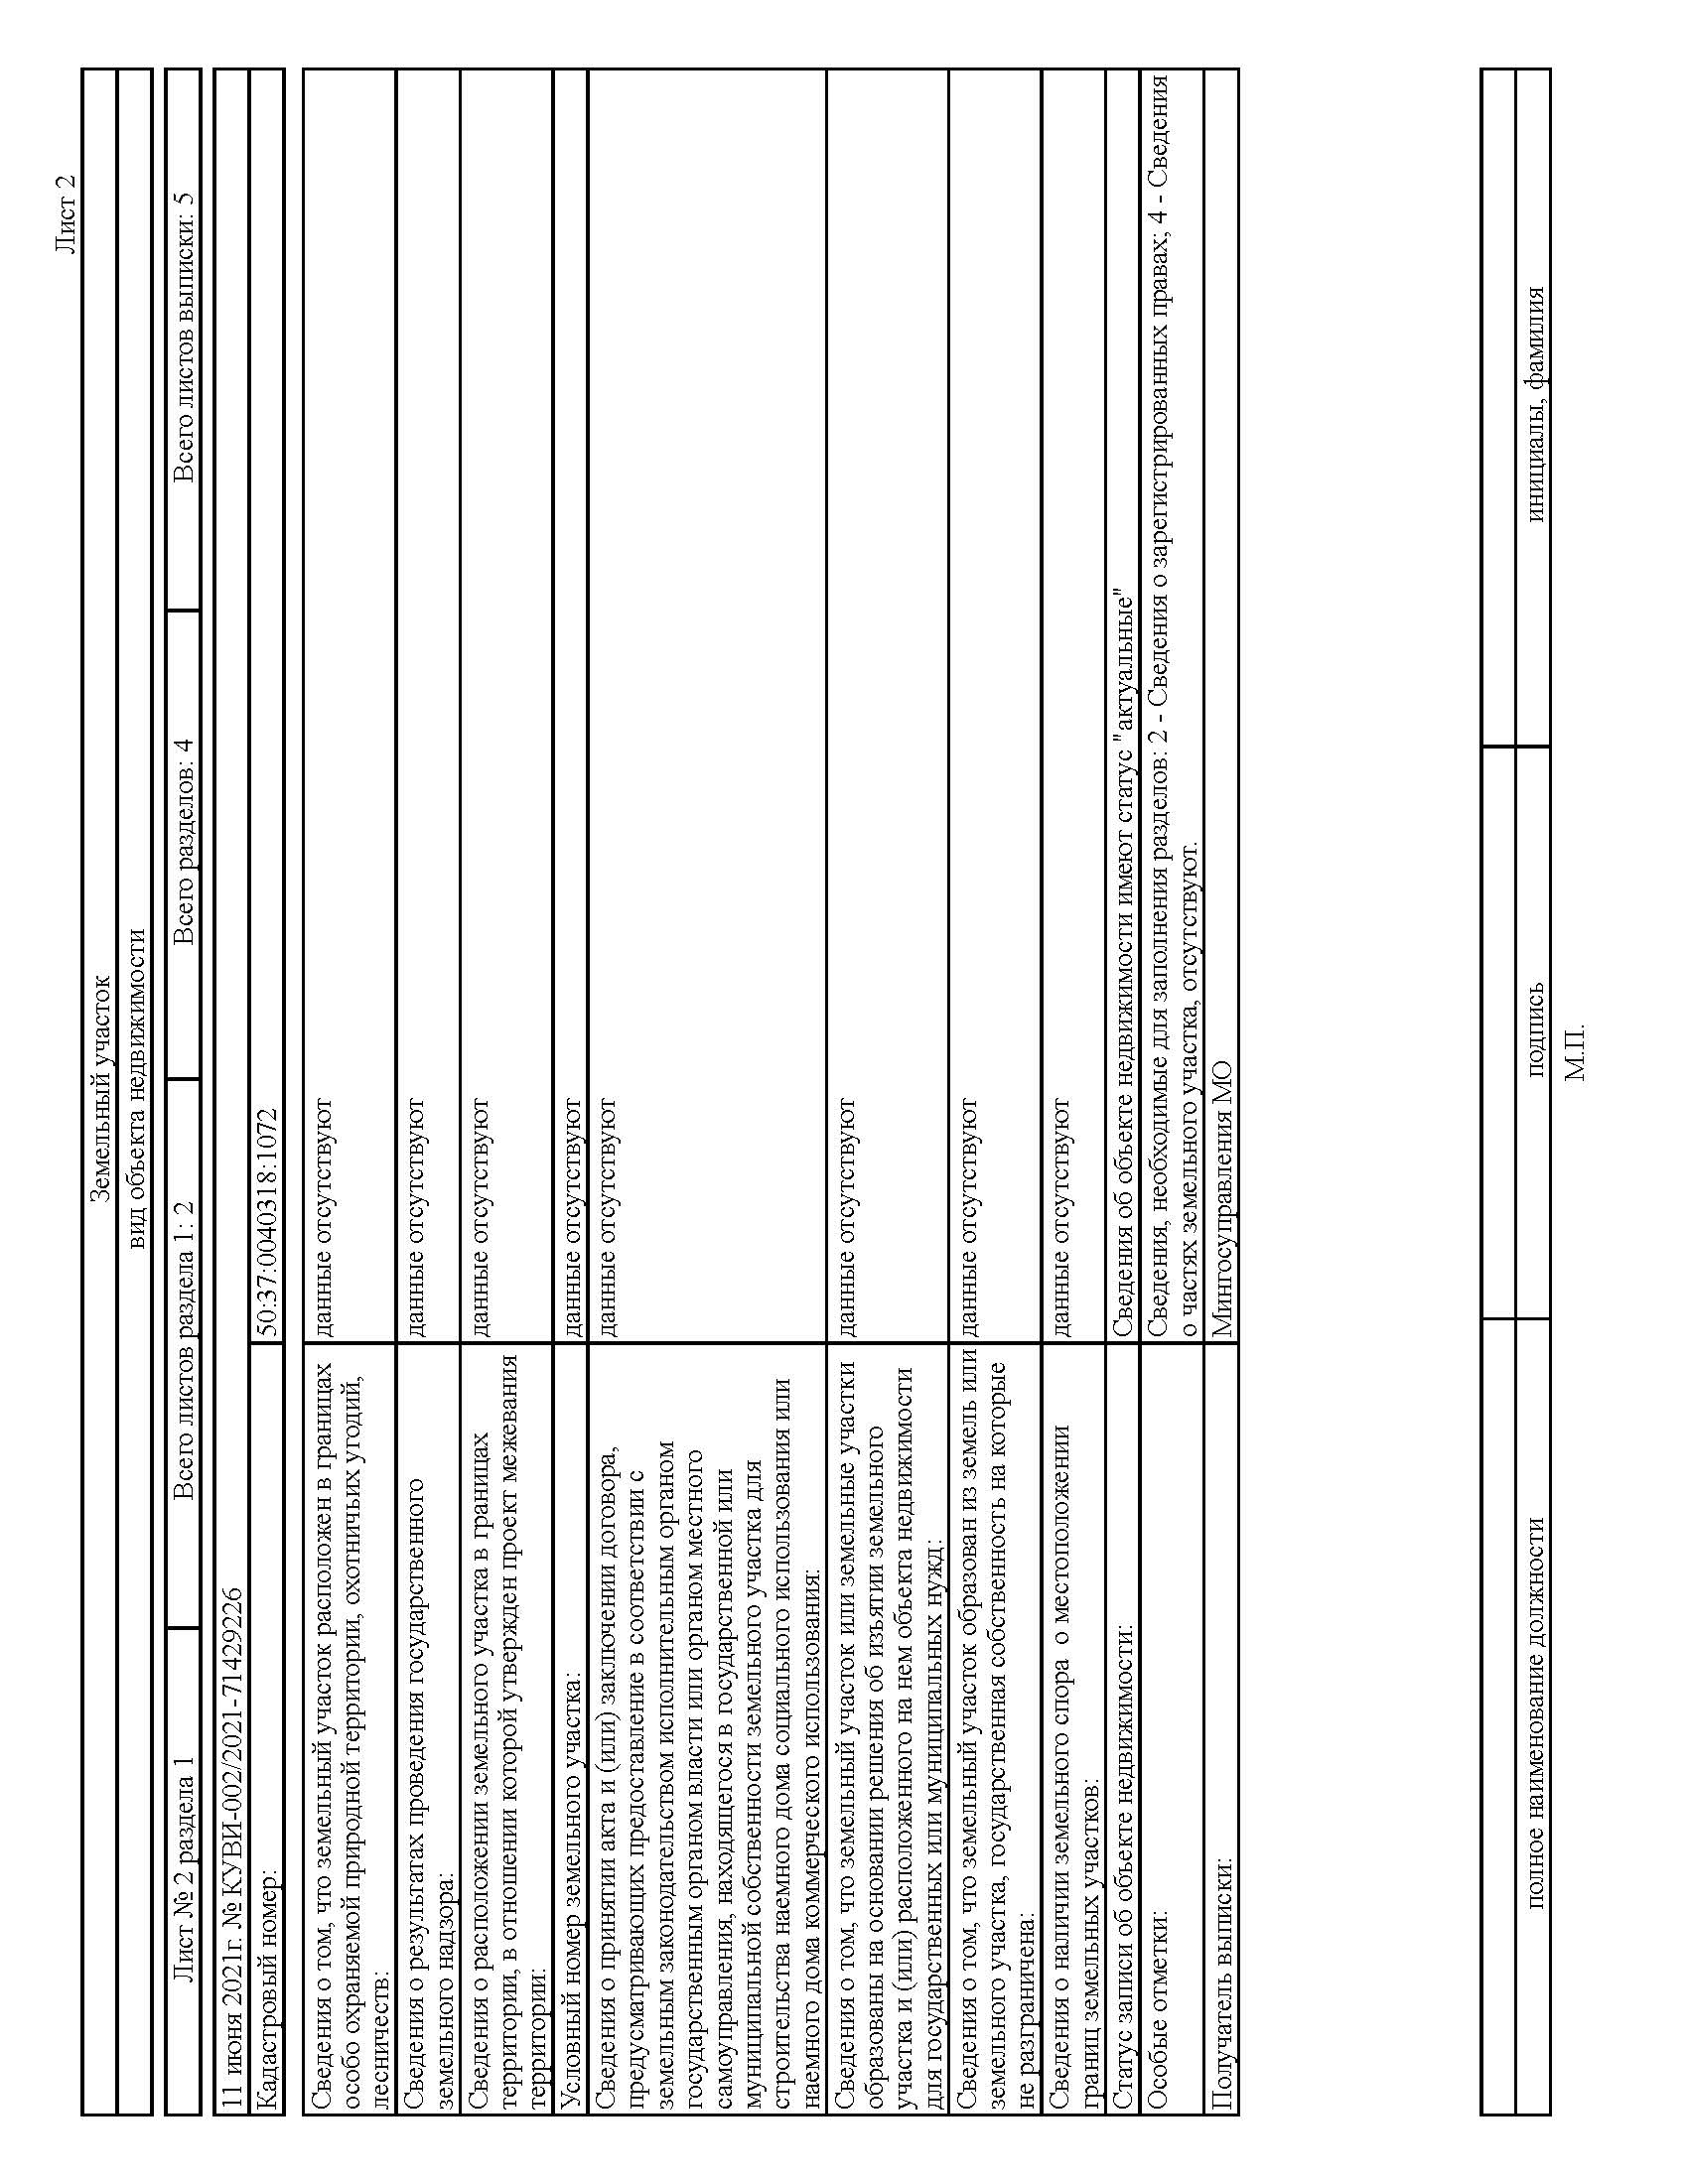 Лист 2
Земельный участок
вид объекта недвижимости
Лист № 2 раздела 1
Всего листов раздела 1: 2
Всего разделов: 4
Всего листов выписки: 5
11 июня 2021г. № КУВИ-002/2021-71429226
Кадастровый номер:
50:37:0040318:1072
Сведения о том, что земельный участок расположен в границах
особо охраняемой природной территории, охотничьих угодий,
лесничеств:
данные отсутствуют
Сведения о результатах проведения государственного
земельного надзора:
данные отсутствуют
Сведения о расположении земельного участка в границах
территории, в отношении которой утвержден проект межевания
территории:
данные отсутствуют
Условный номер земельного участка:
данные отсутствуют
Сведения о принятии акта и (или) заключении договора,
предусматривающих предоставление в соответствии с
земельным законодательством исполнительным органом
государственным органом власти или органом местного
самоуправления, находящегося в государственной или
муниципальной собственности земельного участка для
строительства наемного дома социального использования или
наемного дома коммерческого использования:
данные отсутствуют
Сведения о том, что земельный участок или земельные участки
образованы на основании решения об изъятии земельного
участка и (или) расположенного на нем объекта недвижимости
для государственных или муниципальных нужд:
данные отсутствуют
Сведения о том, что земельный участок образован из земель или
земельного участка, государственная собственность на которые
не разграничена:
данные отсутствуют
Сведения о наличии земельного спора о местоположении
границ земельных участков:
данные отсутствуют
Статус записи об объекте недвижимости:
Сведения об объекте недвижимости имеют статус "актуальные"
Особые отметки:
Сведения, необходимые для заполнения разделов: 2 - Сведения о зарегистрированных правах; 4 - Сведения
о частях земельного участка, отсутствуют.
Получатель выписки:
Мингосуправления МО
полное наименование должности
подпись
инициалы, фамилия
М.П.